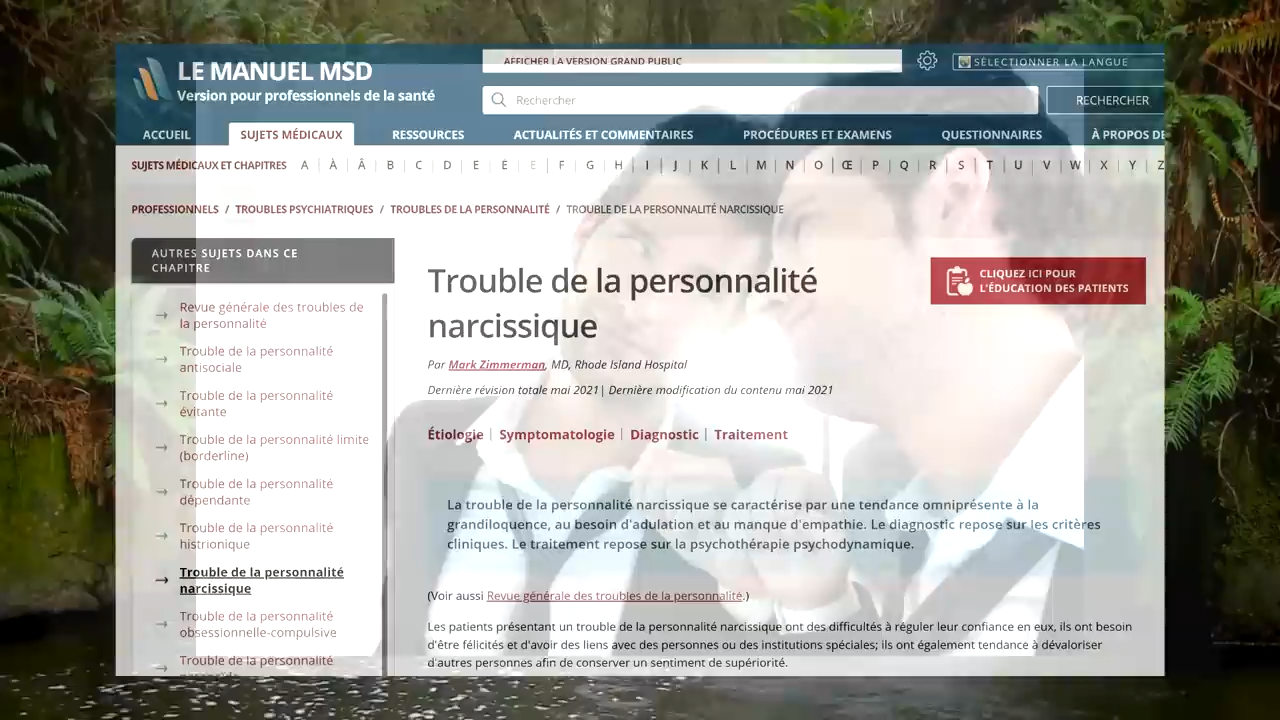 LE MANUEL MSD
Version pour professionnels de la santé
AFFICHER LA VERSION GRAND PUBLIC
SÉLECTIONNER LA LANGUE
Rechercher
RECHERCHER
ACCUEIL SUJETS MÉDICAUX RESSOURCES ACTUALITÉS ET COMMENTAIRES PROCÉDURES ET EXAMENS QUESTIONNAIRES À PROPOS DE
SUJETS MÉDICAUX ET CHAPITRES A À Â B C D E É È F G H I J K L M N O Œ P Q R S T U V W X Y Z
PROFESSIONNELS / TROUBLES PSYCHIATRIQUES / TROUBLES DE LA PERSONNALITÉ / TROUBLE DE LA PERSONNALITÉ NARCISSIQUE
AUTRES SUJETS DANS CE
CHAPITRE
Revue générale des troubles de
la personnalité
Trouble de la personnalité
antisociale
Trouble de la personnalité
évitante
Trouble de la personnalité limite
(borderline)
Trouble de la personnalité
dépendante
Trouble de la personnalité
histrionique
Trouble de la personnalité
narcissique
Trouble de la personnalité
obsessionnelle-compulsive
Trouble de la personnalité
Trouble de la personnalité
narcissique
CLIQUEZ ICI POUR
L'ÉDUCATION DES PATIENTS
Par Mark Zimmerman, MD, Rhode Island Hospital
Dernière révision totale mai 2021| Dernière modification du contenu mai 2021
Étiologie | Symptomatologie | Diagnostic | Traitement
La trouble de la personnalité narcissique se caractérise par une tendance omniprésente à la
grandiloquence, au besoin d'adulation et au manque d'empathie. Le diagnostic repose sur les critères
cliniques. Le traitement repose sur la psychothérapie psychodynamique.
(Voir aussi Revue générale des troubles de la personnalité.)
Les patients présentant un trouble de la personnalité narcissique ont des difficultés à réguler leur confiance en eux, ils ont besoin
d'être félicités et d'avoir des liens avec des personnes ou des institutions spéciales; ils ont également tendance à dévaloriser
d'autres personnes afin de conserver un sentiment de supériorité.